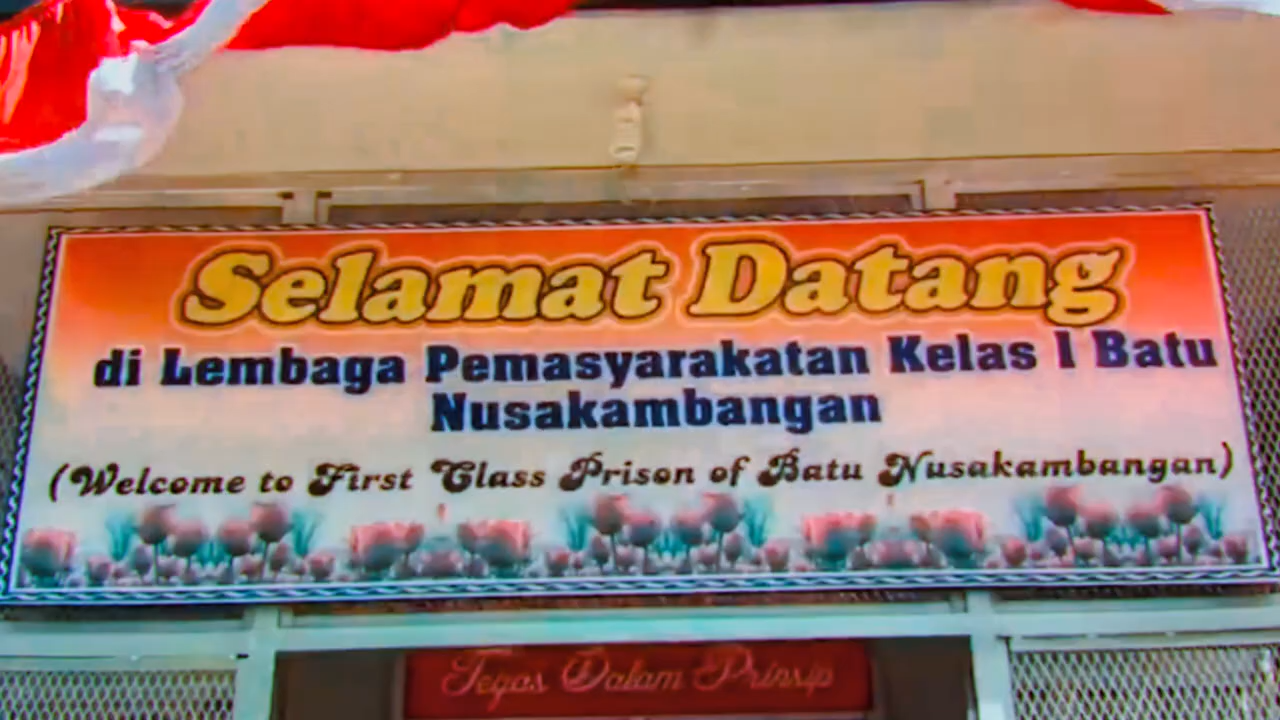 Selamat Datang
di Lembaga Pemasyarakatan Kelas I Batu
Nusakambangan
(Welcome to First Class Prison of Batu Nusakambangan)
Tegas Dalam Prinsip